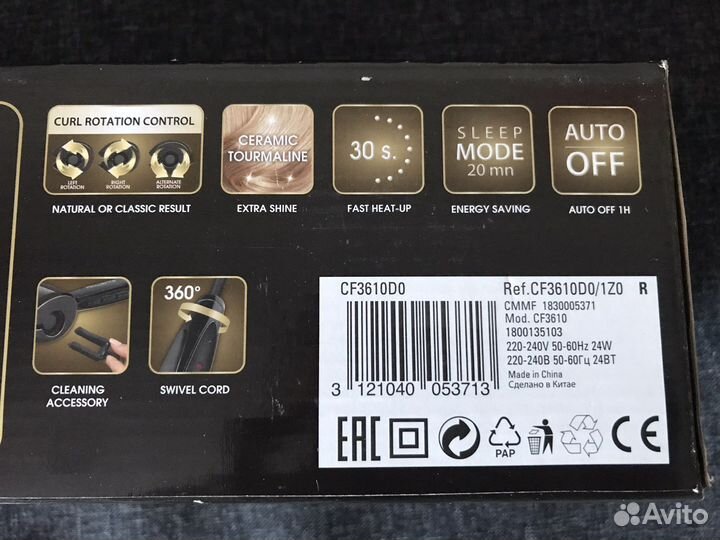 CURL ROTATION CONTROL
LEFT ROTATION
RIGHT ROTATION
ALTERNATE ROTATION
NATURAL OR CLASSIC RESULT
CERAMIC
TOURMALINE
EXTRA SHINE
30 s.
FAST HEAT-UP
SLEEP
MODE
20 mn
ENERGY SAVING
AUTO
OFF
AUTO OFF 1H
CLEANING
ACCESSORY
360°
SWIVEL CORD
CF3610D0
Ref.CF3610D0/1Z0 R
CMMF 1830005371
Mod. CF3610
1800135103
220-240V 50-60Hz 24W
220-240В 50-60Гц 24ВТ
Made in China
Сделано в Китае
3 121040 053713
EAC
PAP
CE
Avito